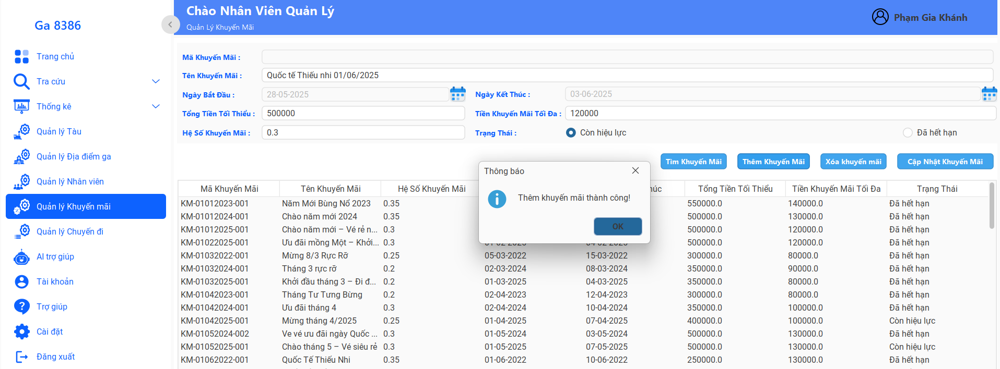 Ga 8386
Trang chủ
Tra cứu
Thống kê
Quản lý Tàu
Quản lý Địa điểm ga
Quản lý Nhân viên
Quản lý Khuyến mãi
Quản lý Chuyến đi
AI trợ giúp
Tài khoản
Trợ giúp
Cài đặt
Đăng xuất
Chào Nhân Viên Quản Lý
Quản Lý Khuyến Mãi
Phạm Gia Khánh
Mã Khuyến Mãi :
Tên Khuyến Mãi : Quốc tế Thiếu nhi 01/06/2025
Ngày Bắt Đầu : 28-05-2025 Ngày Kết Thúc : 03-06-2025
Tổng Tiền Tối Thiểu : 500000 Tiền Khuyến Mãi Tối Đa : 120000
Hệ Số Khuyến Mãi : 0.3 Trạng Thái : Còn hiệu lực Đã hết hạn
Tìm Khuyến Mãi Thêm Khuyến Mãi Xóa khuyến mãi Cập Nhật Khuyến Mãi
Thông báo
Thêm khuyến mãi thành công!
OK
Mã Khuyến Mãi Tên Khuyến Mãi Hệ Số Khuyến Mãi Tổng Tiền Tối Thiểu Tiền Khuyến Mãi Tối Đa Trạng Thái
KM-01012023-001 Năm Mới Bùng Nổ 2023 0.35 550000.0 140000.0 Đã hết hạn
KM-01012024-001 Chào năm mới 2024 0.35 500000.0 130000.0 Đã hết hạn
KM-01012025-001 Chào năm mới – Vé rẻ n... 0.3 500000.0 120000.0 Đã hết hạn
KM-01022025-001 Ưu đãi mồng Một – Khởi... 0.3 01-02-2025 04-02-2025 500000.0 120000.0 Đã hết hạn
KM-01032022-001 Mừng 8/3 Rực Rỡ 0.25 05-03-2022 15-03-2022 300000.0 80000.0 Đã hết hạn
KM-01032024-001 Tháng 3 rực rỡ 0.2 02-03-2024 08-03-2024 350000.0 90000.0 Đã hết hạn
KM-01032025-001 Khởi đầu tháng 3 – Đi đ... 0.2 01-03-2025 04-03-2025 350000.0 80000.0 Đã hết hạn
KM-01042023-001 Tháng Tư Tưng Bừng 0.2 02-04-2023 12-04-2023 300000.0 80000.0 Đã hết hạn
KM-01042024-001 Ưu đãi tháng 4 0.3 02-04-2024 10-04-2024 350000.0 100000.0 Đã hết hạn
KM-01042025-001 Mừng tháng 4/2025 0.25 01-04-2025 07-04-2025 400000.0 100000.0 Còn hiệu lực
KM-01052024-002 Ve vé ưu đãi ngày Quốc ... 0.3 01-05-2024 03-05-2024 500000.0 130000.0 Đã hết hạn
KM-01052025-001 Chào tháng 5 – Vé siêu rẻ 0.3 01-05-2025 07-05-2025 500000.0 130000.0 Còn hiệu lực
KM-01062022-001 Quốc Tế Thiếu Nhi 0.35 01-06-2022 10-06-2022 250000.0 130000.0 Đã hết hạn